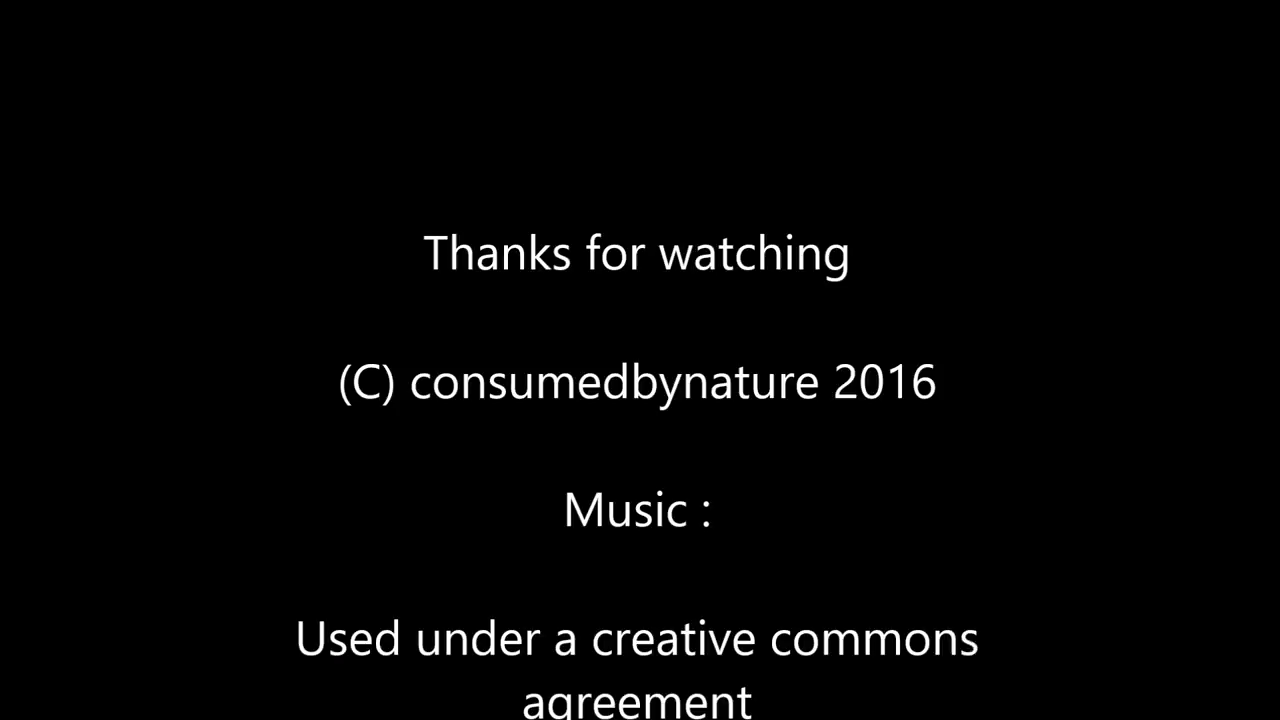 Thanks for watching
(C) consumedbynature 2016
Music :
Used under a creative commons
agreement